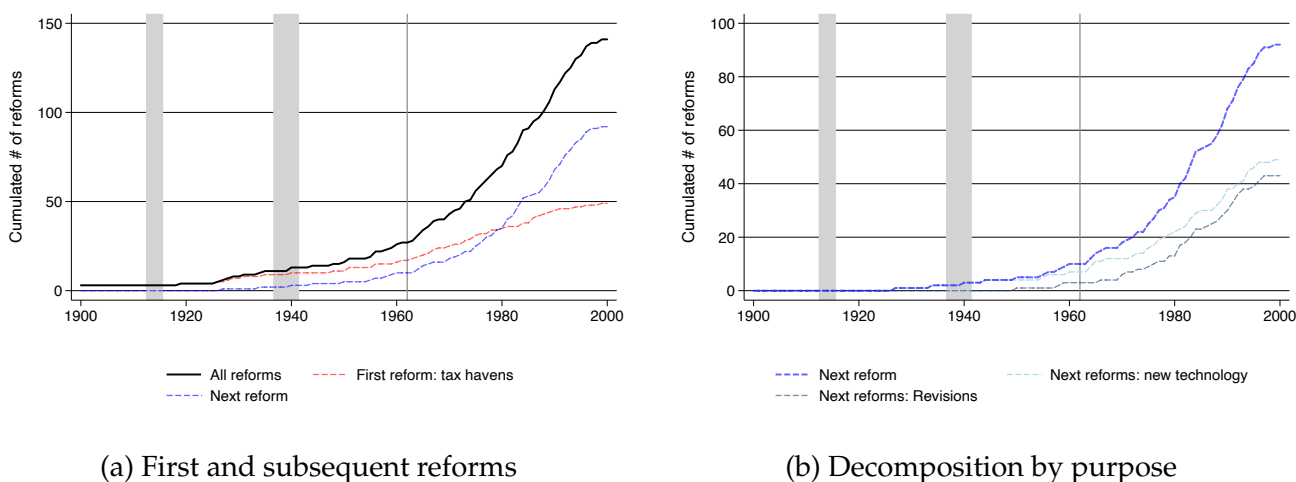 Cumulated # of reforms
150
100
50
0
1900 1920 1940 1960 1980 2000
All reforms First reform: tax havens
Next reform
(a) First and subsequent reforms
Cumulated # of reforms
100
80
60
40
20
0
1900 1920 1940 1960 1980 2000
Next reform Next reforms: new technology
Next reforms: Revisions
(b) Decomposition by purpose